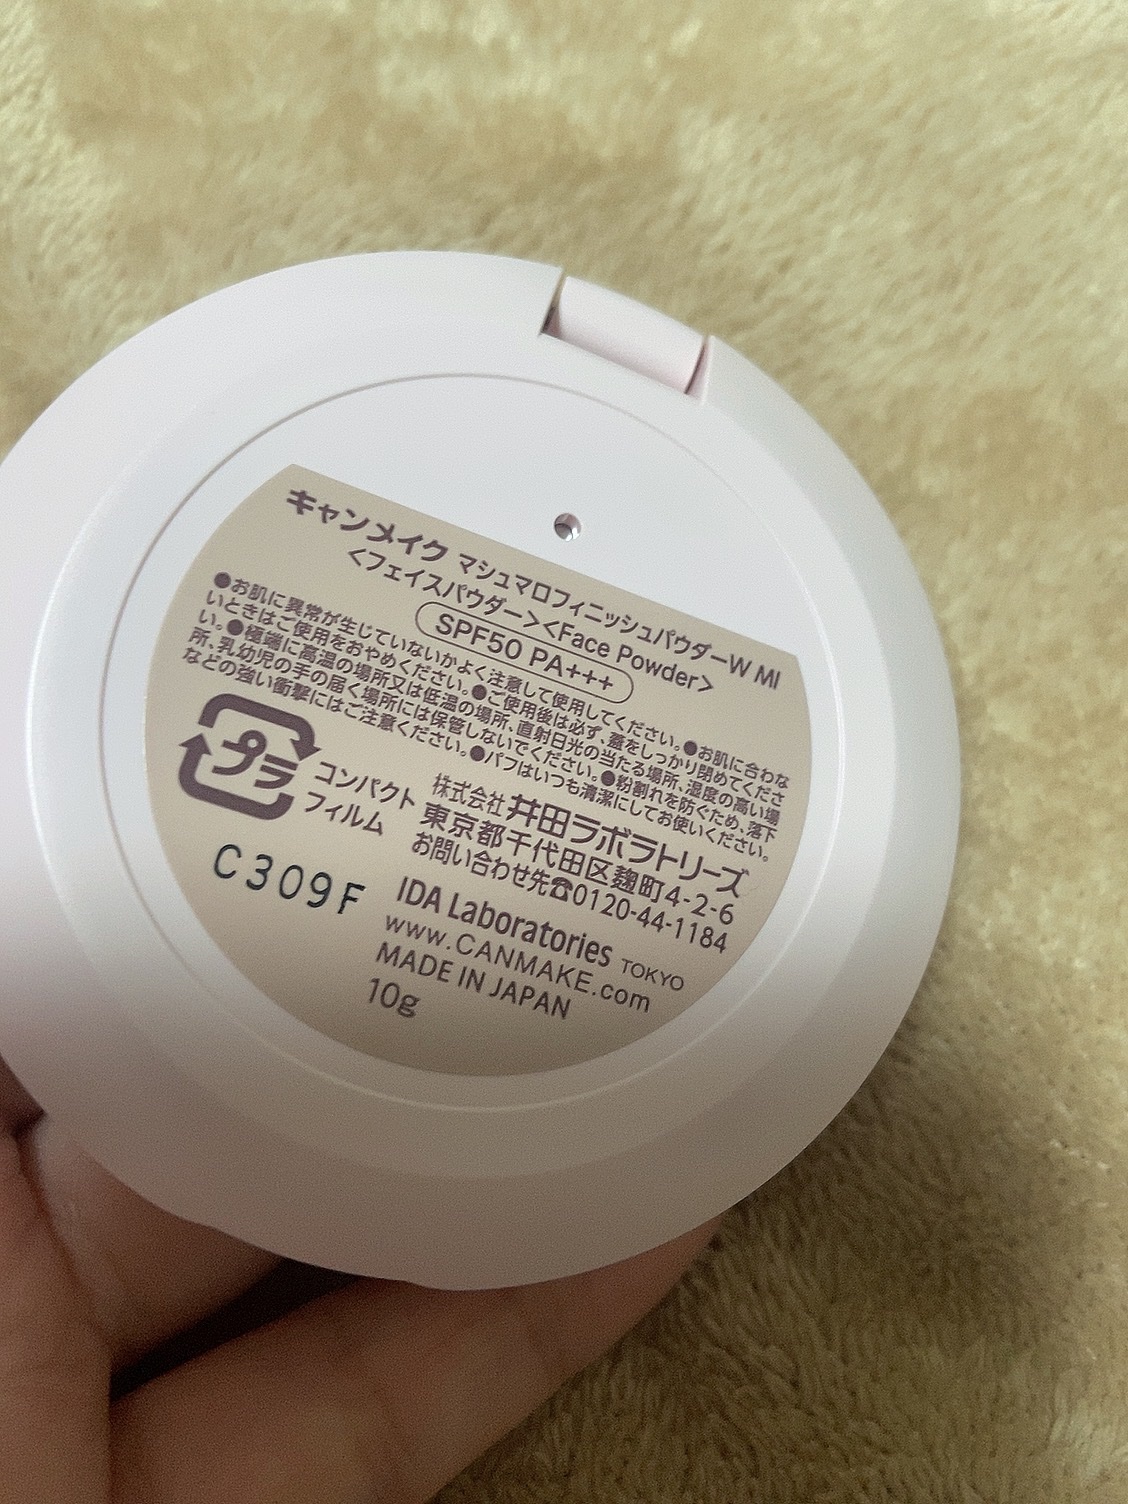 キャンメイク マシュマロフィニッシュパウダーW MI
<フェイスパウダー><Face Powder>
SPF50 PA+++
●お肌に異常が生じていないかよく注意して使用してください。●お肌に合わな
いときはご使用をおやめください。●ご使用後は必ず、蓋をしっかり閉めてくださ
い。●極端に高温の場所又は低温の場所、直射日光の当たる場所、湿度の高い場
所、乳幼児の手の届く場所には保管しないでください。●粉割れを防ぐため、落下
などの強い衝撃にはご注意ください。●パフはいつも清潔にしてお使いください。
プラ
コンパクト
フィルム
株式会社 井田ラボラトリーズ
東京都千代田区麹町4-2-6
お問い合わせ先☎0120-44-1184
C309F
IDA Laboratories TOKYO
www.CANMAKE.com
MADE IN JAPAN
10g